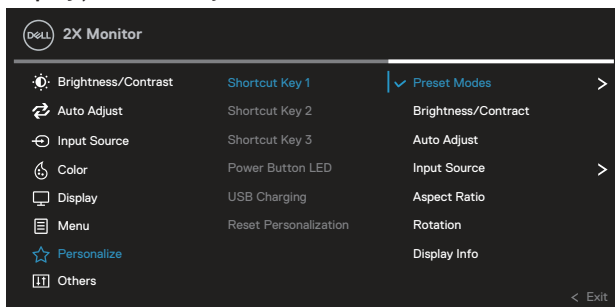 DELL 2X Monitor
Brightness/Contrast Shortcut Key 1 Preset Modes >
Auto Adjust Shortcut Key 2 Brightness/Contract
Input Source Shortcut Key 3 Auto Adjust
Color Power Button LED Input Source >
Display USB Charging Aspect Ratio
Menu Reset Personalization Rotation
Personalize Display Info
Others
< Exit